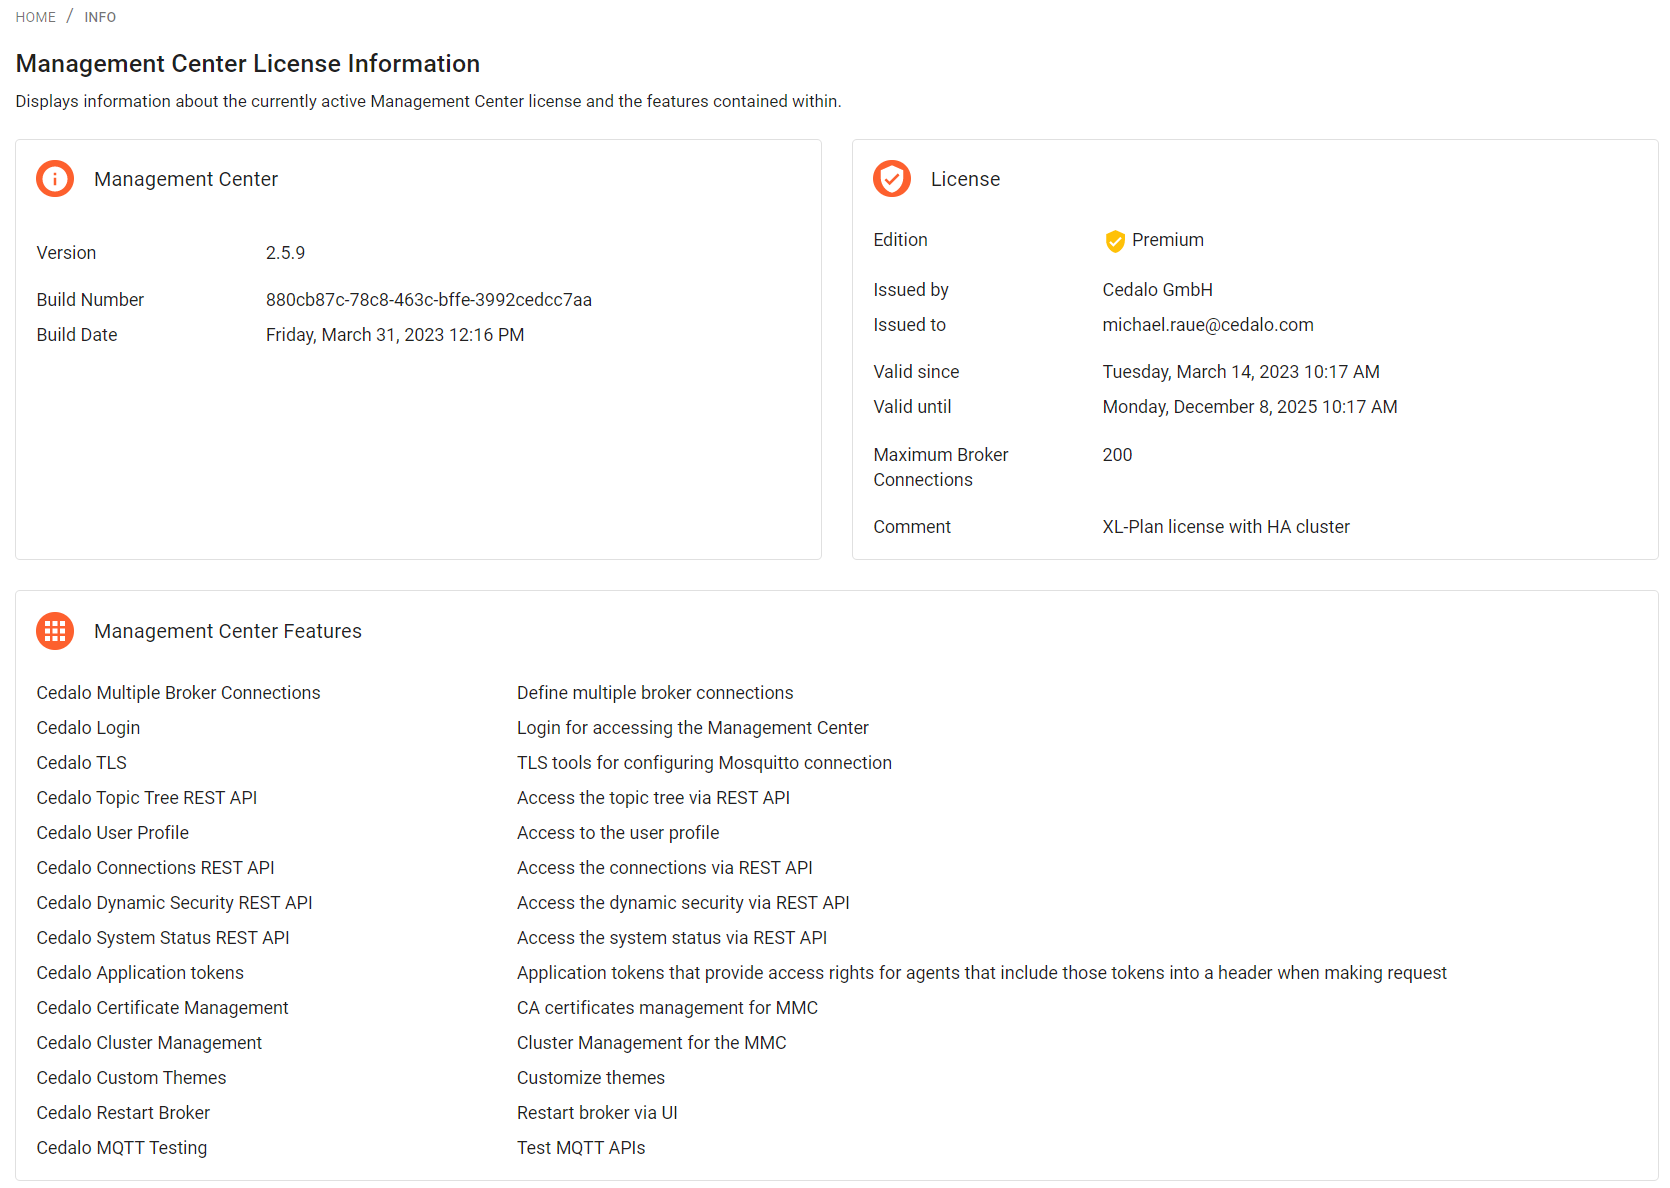 HOME / INFO
Management Center License Information
Displays information about the currently active Management Center license and the features contained within.
Management Center
Version 2.5.9
Build Number 880cb87c-78c8-463c-bffe-3992cedcc7aa
Build Date Friday, March 31, 2023 12:16 PM
License
Edition Premium
Issued by Cedalo GmbH
Issued to michael.raue@cedalo.com
Valid since Tuesday, March 14, 2023 10:17 AM
Valid until Monday, December 8, 2025 10:17 AM
Maximum Broker 200
Connections
Comment XL-Plan license with HA cluster
Management Center Features
Cedalo Multiple Broker Connections Define multiple broker connections
Cedalo Login Login for accessing the Management Center
Cedalo TLS TLS tools for configuring Mosquitto connection
Cedalo Topic Tree REST API Access the topic tree via REST API
Cedalo User Profile Access to the user profile
Cedalo Connections REST API Access the connections via REST API
Cedalo Dynamic Security REST API Access the dynamic security via REST API
Cedalo System Status REST API Access the system status via REST API
Cedalo Application tokens Application tokens that provide access rights for agents that include those tokens into a header when making request
Cedalo Certificate Management CA certificates management for MMC
Cedalo Cluster Management Cluster Management for the MMC
Cedalo Custom Themes Customize themes
Cedalo Restart Broker Restart broker via UI
Cedalo MQTT Testing Test MQTT APIs